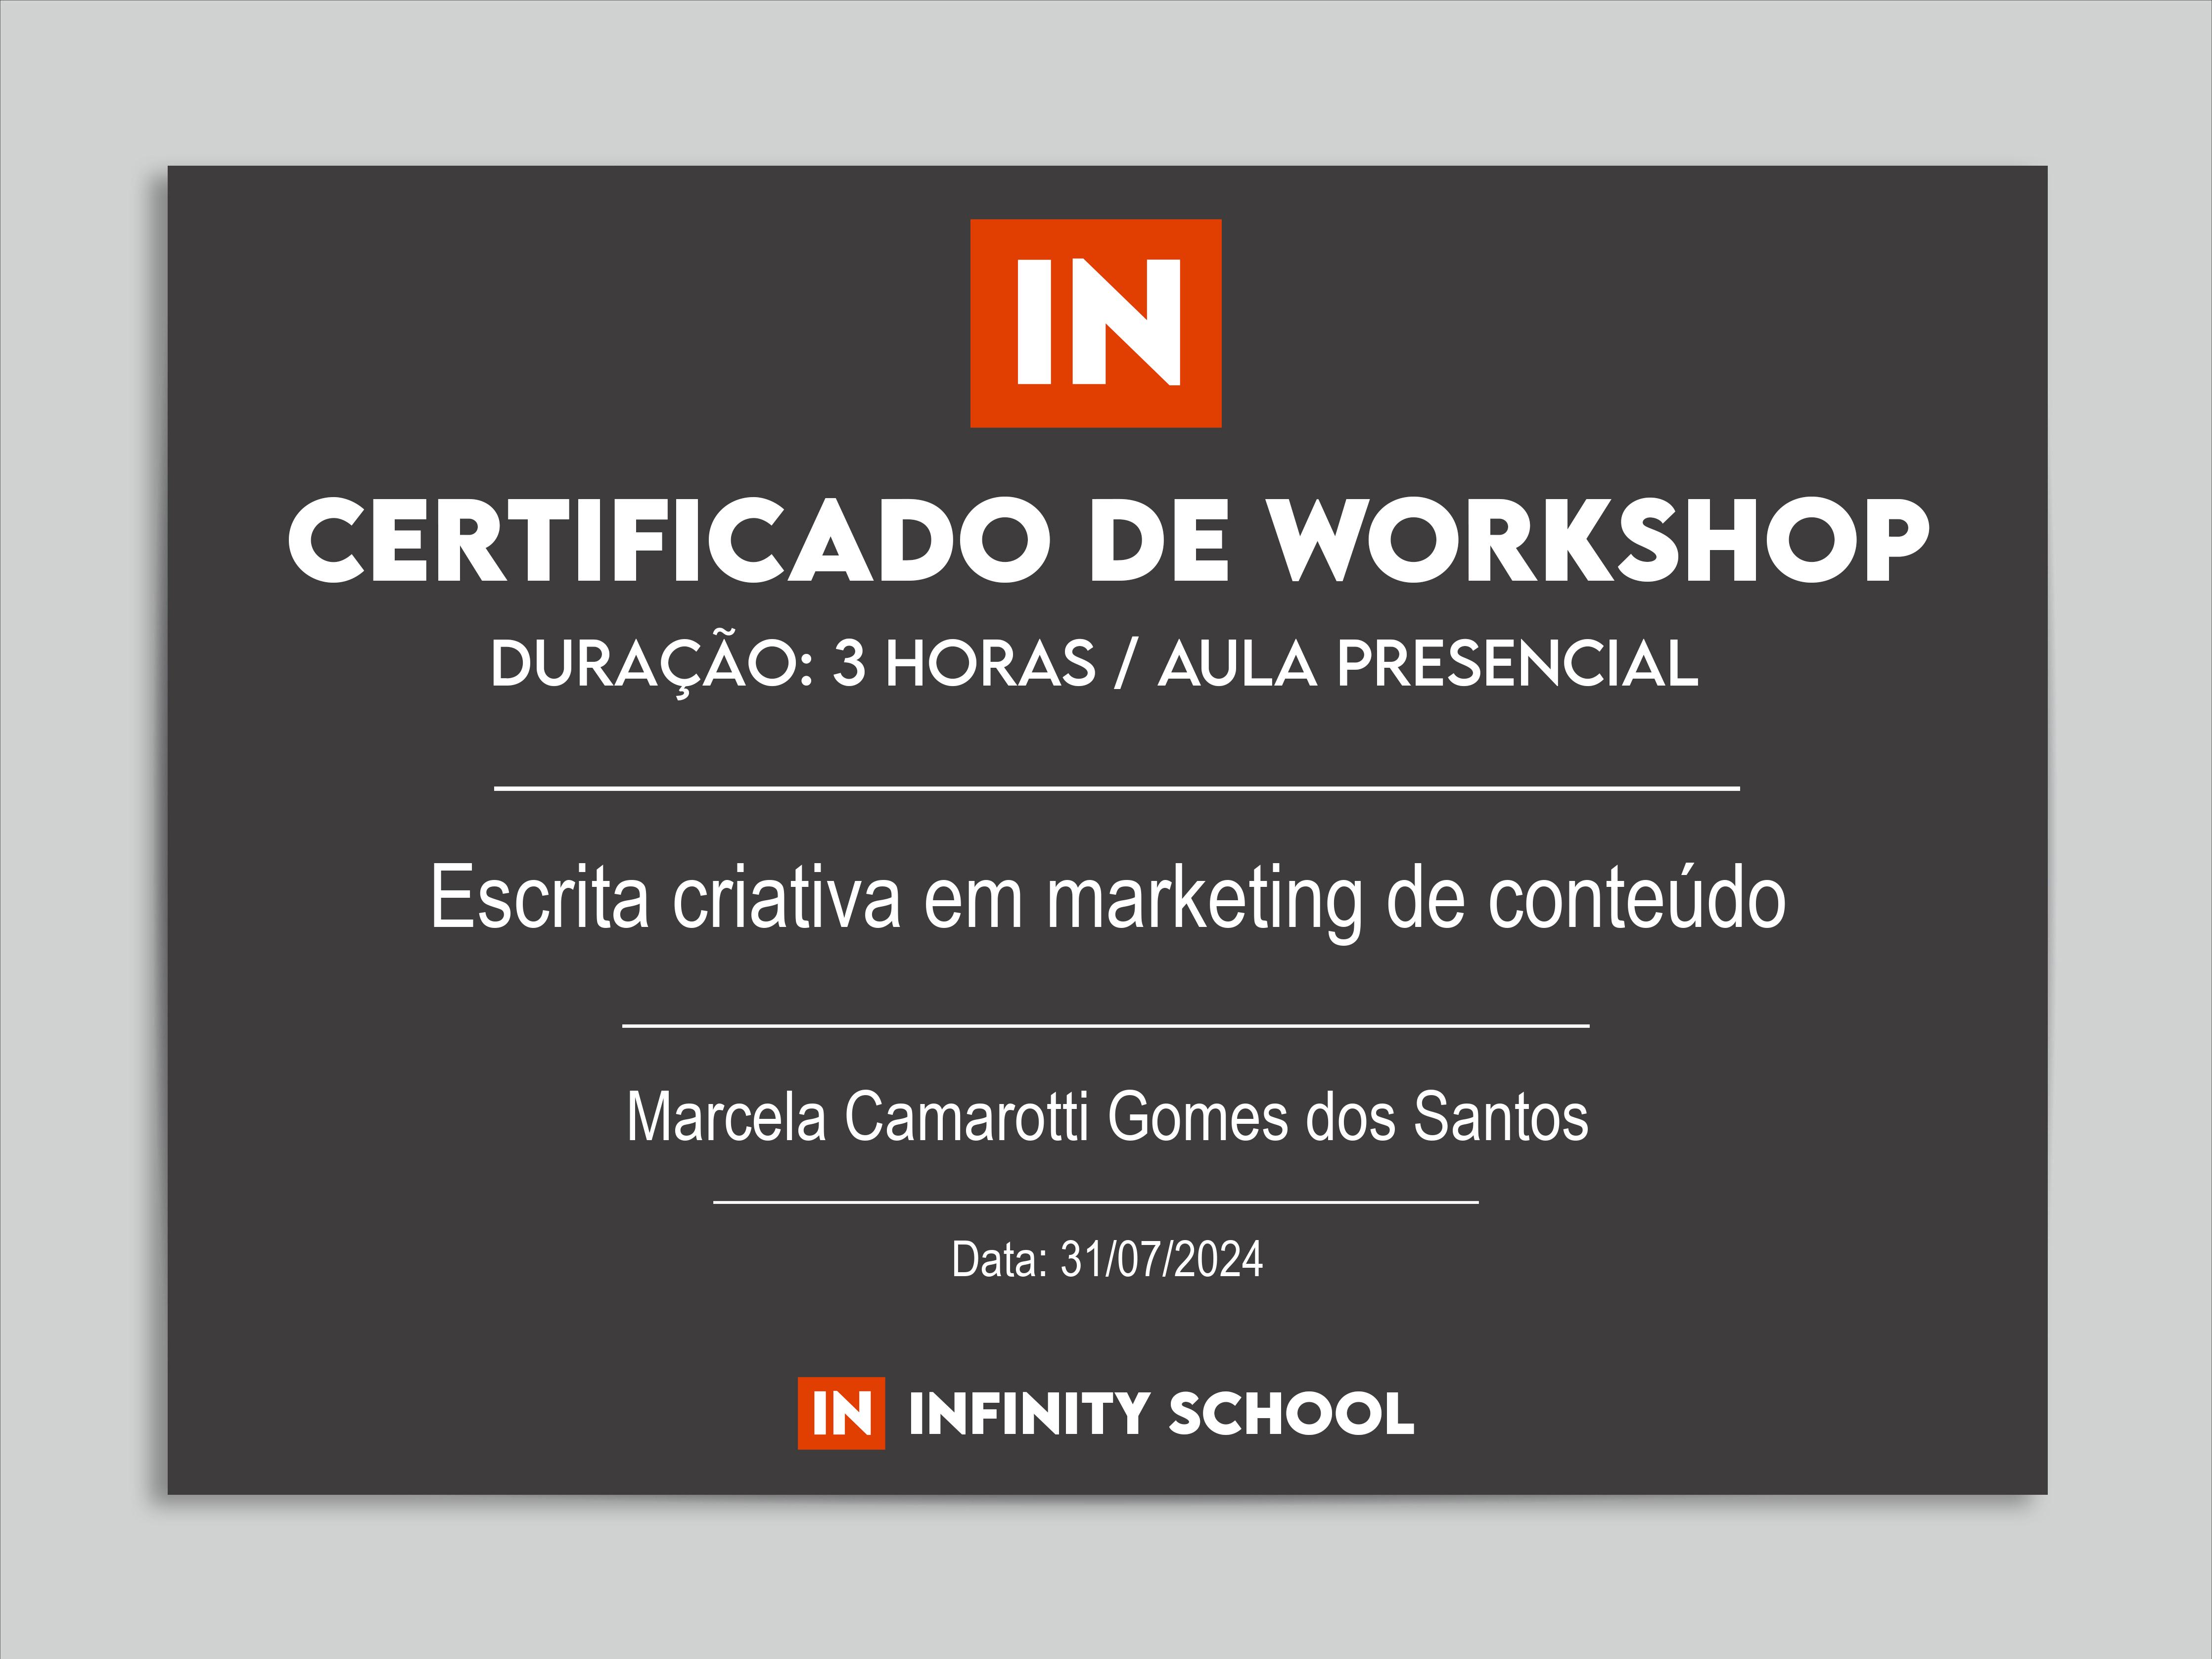 IN
CERTIFICADO DE WORKSHOP
DURAÇÃO: 3 HORAS / AULA PRESENCIAL
Escrita criativa em marketing de conteúdo
Marcela Camarotti Gomes dos Santos
Data: 31/07/2024
IN INFINITY SCHOOL